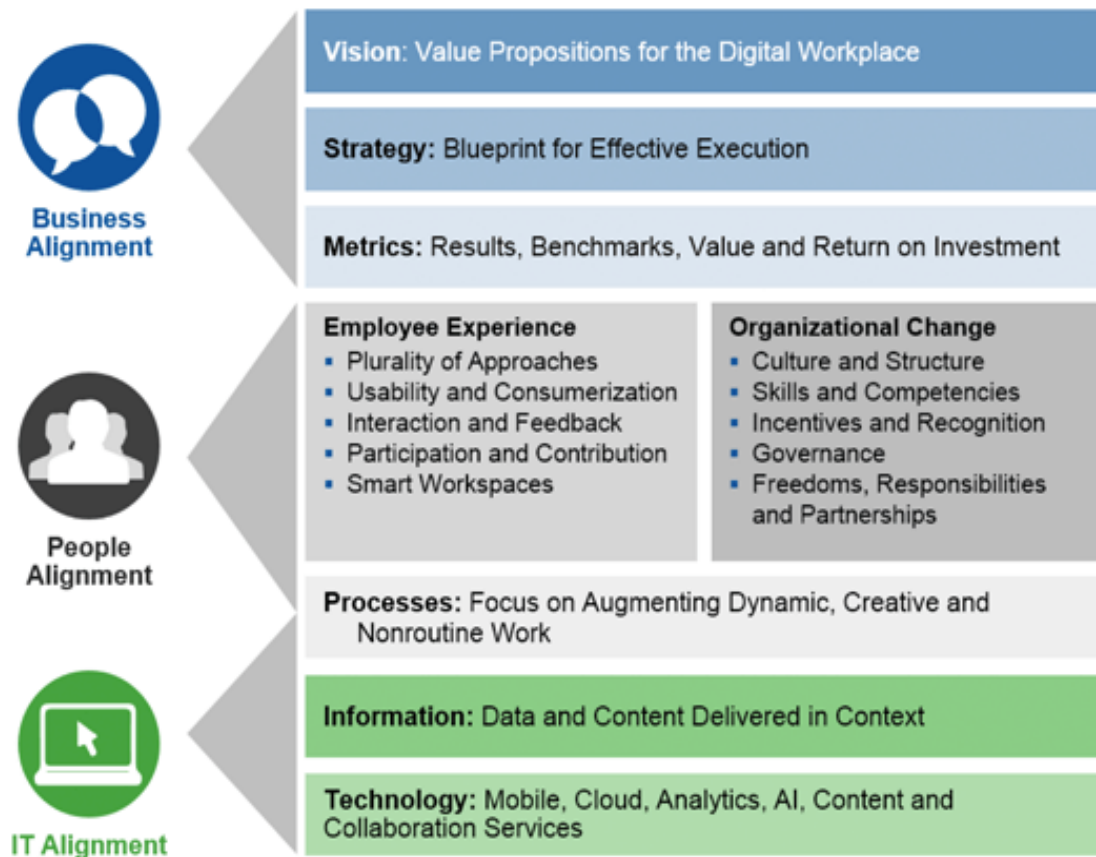 Business
Alignment
Vision: Value Propositions for the Digital Workplace
Strategy: Blueprint for Effective Execution
Metrics: Results, Benchmarks, Value and Return on Investment
People
Alignment
Employee Experience
▪ Plurality of Approaches
▪ Usability and Consumerization
▪ Interaction and Feedback
▪ Participation and Contribution
▪ Smart Workspaces
Organizational Change
▪ Culture and Structure
▪ Skills and Competencies
▪ Incentives and Recognition
▪ Governance
▪ Freedoms, Responsibilities
and Partnerships
Processes: Focus on Augmenting Dynamic, Creative and
Nonroutine Work
IT Alignment
Information: Data and Content Delivered in Context
Technology: Mobile, Cloud, Analytics, AI, Content and
Collaboration Services